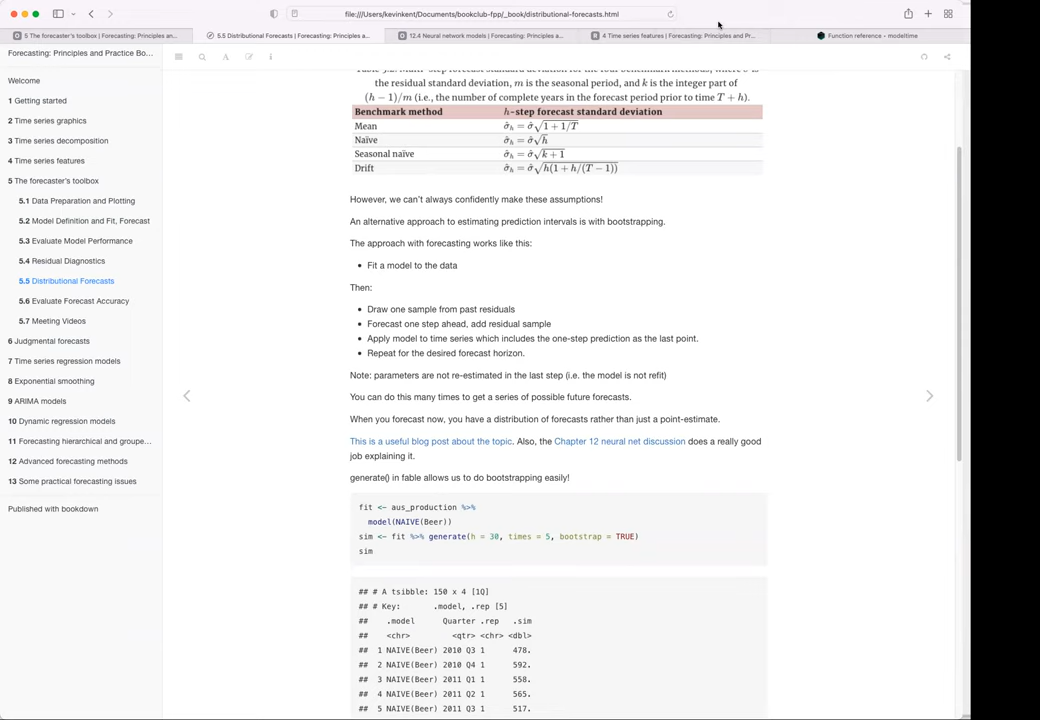 file:///Users/kevinkent/Documents/bookclub-fpp/_book/distributional-forecasts.html
5 The forecaster's toolbox | Forecasting: Principles an...
5.5 Distributional Forecasts | Forecasting: Principles a...
12.4 Neural network models | Forecasting: Principles a...
4 Time series features | Forecasting: Principles and Pr...
Function reference – modeltime
Forecasting: Principles and Practice Bo...
Welcome
1 Getting started
2 Time series graphics
3 Time series decomposition
4 Time series features
5 The forecaster's toolbox
5.1 Data Preparation and Plotting
5.2 Model Definition and Fit, Forecast
5.3 Evaluate Model Performance
5.4 Residual Diagnostics
5.5 Distributional Forecasts
5.6 Evaluate Forecast Accuracy
5.7 Meeting Videos
6 Judgmental forecasts
7 Time series regression models
8 Exponential smoothing
9 ARIMA models
10 Dynamic regression models
11 Forecasting hierarchical and groupe...
12 Advanced forecasting methods
13 Some practical forecasting issues
Published with bookdown
the residual standard deviation, m is the seasonal period, and k is the integer part of
(h − 1)/m (i.e., the number of complete years in the forecast period prior to time T + h).
Benchmark method h-step forecast standard deviation
Mean σ̂h = σ̂√1 + 1/T
Naïve σ̂h = σ̂√h
Seasonal naïve σ̂h = σ̂√k + 1
Drift σ̂h = σ̂√h(1 + h/(T − 1))
However, we can't always confidently make these assumptions!
An alternative approach to estimating prediction intervals is with bootstrapping.
The approach with forecasting works like this:
• Fit a model to the data
Then:
• Draw one sample from past residuals
• Forecast one step ahead, add residual sample
• Apply model to time series which includes the one-step prediction as the last point.
• Repeat for the desired forecast horizon.
Note: parameters are not re-estimated in the last step (i.e. the model is not refit)
You can do this many times to get a series of possible future forecasts.
When you forecast now, you have a distribution of forecasts rather than just a point-estimate.
This is a useful blog post about the topic. Also, the Chapter 12 neural net discussion does a really good
job explaining it.
generate() in fable allows us to do bootstrapping easily!
fit <- aus_production %>%
model(NAIVE(Beer))
sim <- fit %>% generate(h = 30, times = 5, bootstrap = TRUE)
sim
## # A tsibble: 150 x 4 [1Q]
## # Key: .model, .rep [5]
## .model Quarter .rep .sim
## <chr> <qtr> <chr> <dbl>
## 1 NAIVE(Beer) 2010 Q3 1 478.
## 2 NAIVE(Beer) 2010 Q4 1 592.
## 3 NAIVE(Beer) 2011 Q1 1 558.
## 4 NAIVE(Beer) 2011 Q2 1 565.
## 5 NAIVE(Beer) 2011 Q3 1 517.